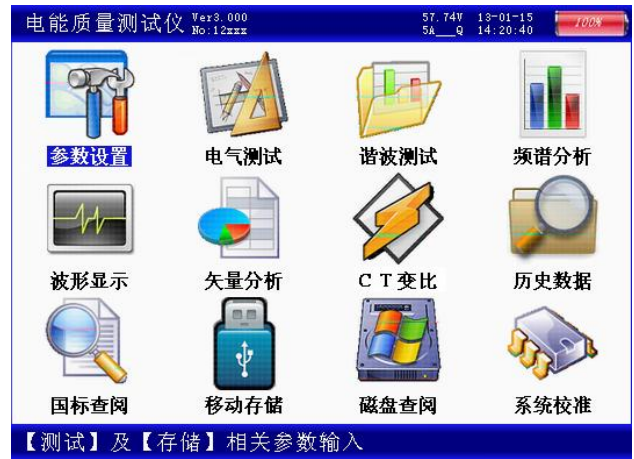 电能质量测试仪 Ver3.000 57.74V 13-01-15 100%
No:12xxx 5A__Q 14:20:40
参数设置 电气测试 谐波测试 频谱分析
波形显示 矢量分析 CT变比 历史数据
国标查阅 移动存储 磁盘查阅 系统校准
【测试】及【存储】相关参数输入